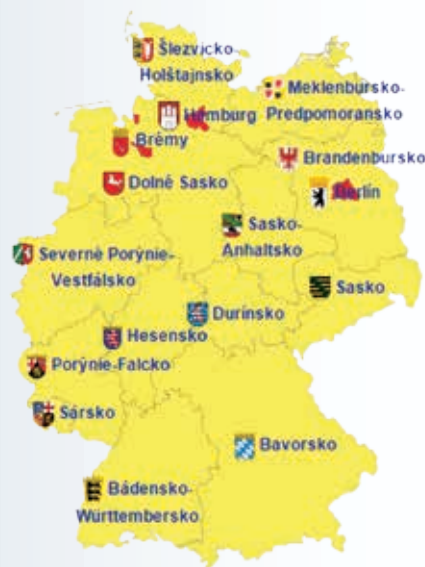 Šlezvicko-
Holštajnsko
Meklenbursko-
Predpomoransko
Hamburg
Brémy
Brandenbursko
Berlín
Dolné Sasko
Sasko-
Anhaltsko
Severné Porýnie-
Vestfálsko
Sasko
Durínsko
Hesensko
Porýnie-Falcko
Sársko
Bavorsko
Bádensko-
Württembersko